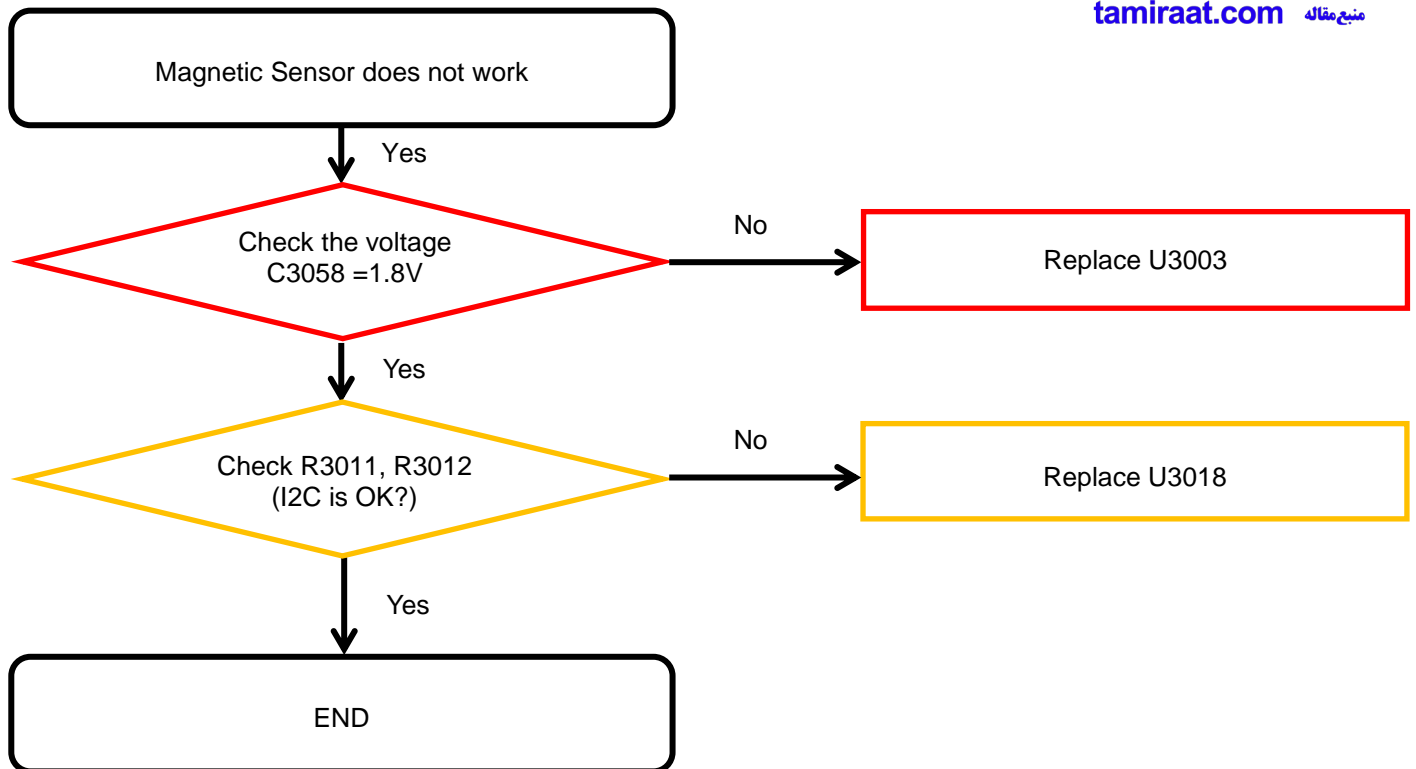 tamiraat.com منبع مقاله
Magnetic Sensor does not work
Yes
Check the voltage
C3058 =1.8V
No
Replace U3003
Yes
Check R3011, R3012
(I2C is OK?)
No
Replace U3018
Yes
END